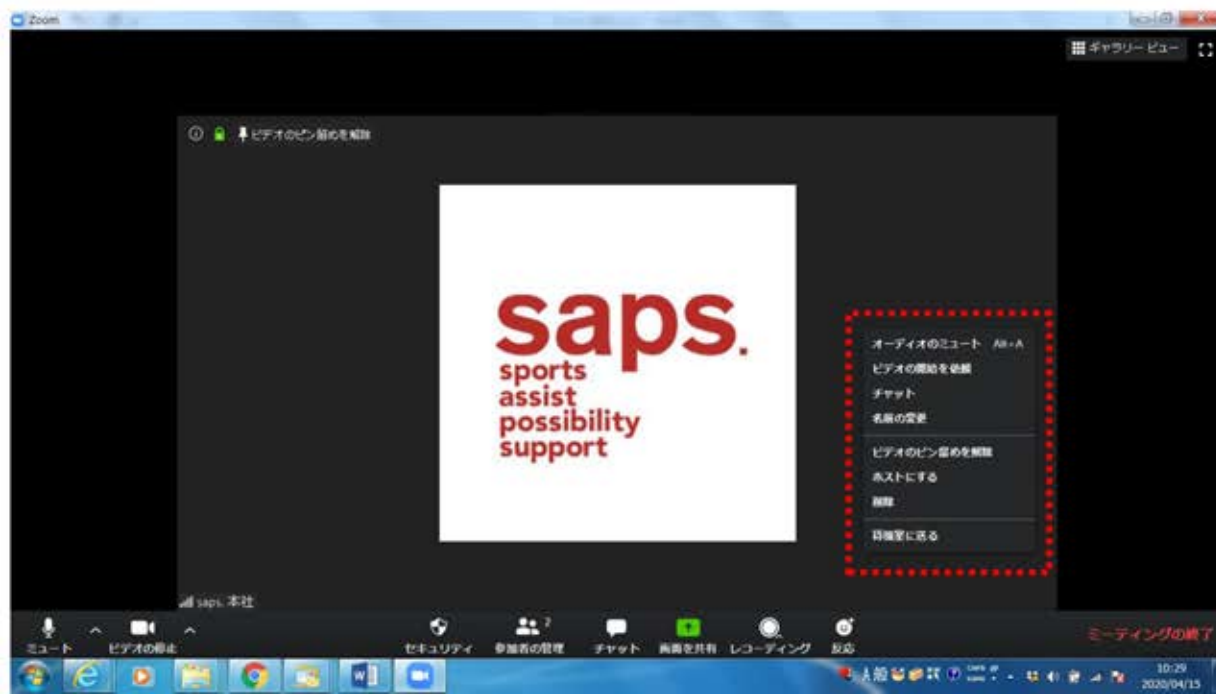 Zoom
ギャラリー ビュー
ビデオのピン留めを解除
saps.
sports
assist
possibility
support
オーディオのミュート Alt+A
ビデオの開始を依頼
チャット
名前の変更
ビデオのピン留めを解除
ホストにする
削除
待機室に送る
saps. 本社
ミュート
ビデオの停止
セキュリティ
2
参加者の管理
チャット
画面を共有
レコーディング
反応
ミーティングの終了
A 般
10:29
2020/04/15